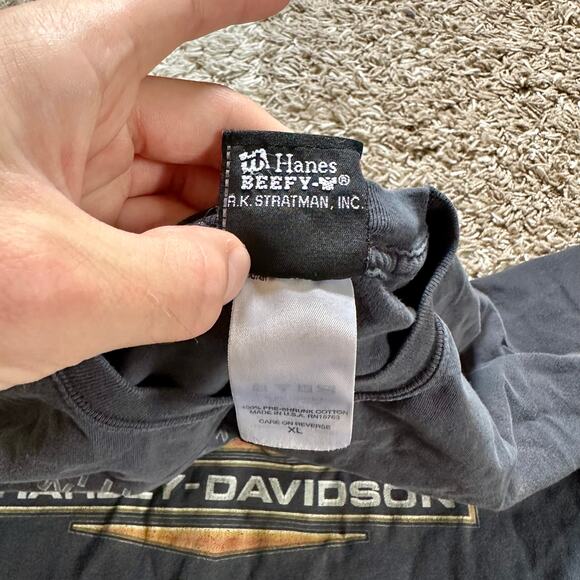 Hanes
BEEFY-T®
R.K. STRATMAN, INC.
100% PRE-SHRUNK COTTON
MADE IN U.S.A. RN15763
CARE ON REVERSE
XL
HARLEY-DAVIDSON